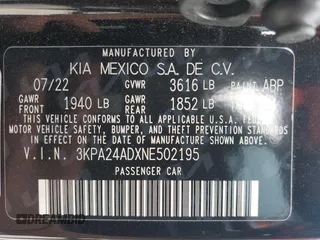 MANUFACTURED BY
KIA MEXICO S.A. DE C.V.
07/22 GVWR 3616 LB PAINT ABP
GAWR 1940 LB GAWR 1852 LB
THIS VEHICLE CONFORMS TO ALL APPLICABLE U.S. FEDERAL
MOTOR VEHICLE SAFETY, BUMPER, AND THEFT PREVENTION
STANDARDS IN EFFECT ON THE DATE OF MANUFACTURE SHOWN ABOVE.
V.I.N. 3KPA24ADXNE502195
PASSENGER CAR